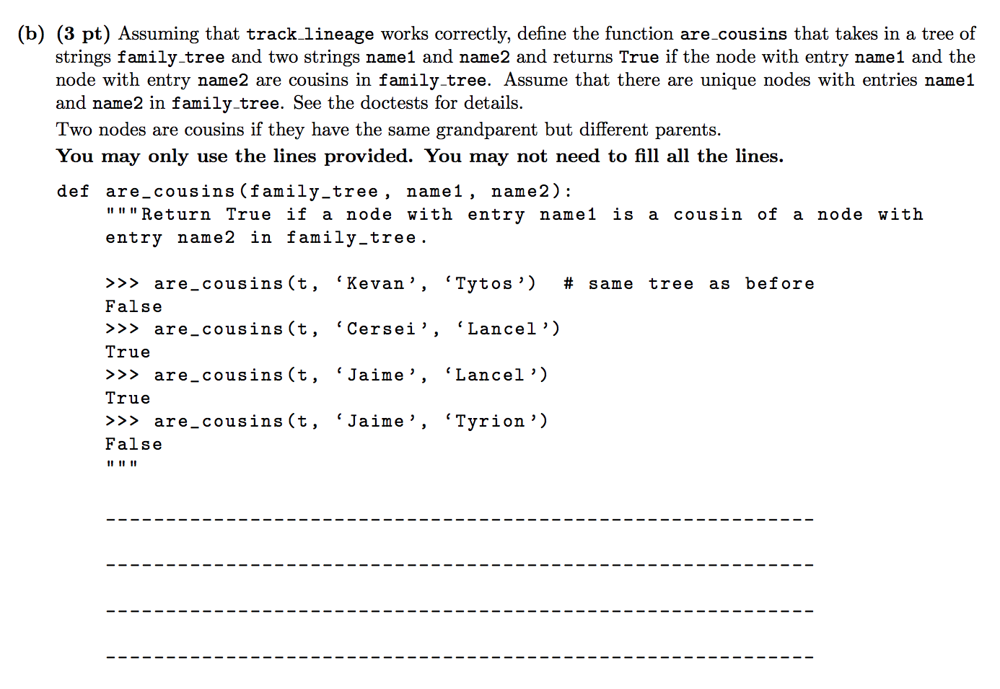 (b) (3 pt) Assuming that track_lineage works correctly, define the function are_cousins that takes in a tree of
strings family_tree and two strings name1 and name2 and returns True if the node with entry name1 and the
node with entry name2 are cousins in family_tree. Assume that there are unique nodes with entries name1
and name2 in family_tree. See the doctests for details.
Two nodes are cousins if they have the same grandparent but different parents.
You may only use the lines provided. You may not need to fill all the lines.
def are_cousins(family_tree, name1, name2):
"""Return True if a node with entry name1 is a cousin of a node with
entry name2 in family_tree.
>>> are_cousins(t, ‘Kevan’, ‘Tytos’) # same tree as before
False
>>> are_cousins(t, ‘Cersei’, ‘Lancel’)
True
>>> are_cousins(t, ‘Jaime’, ‘Lancel’)
True
>>> are_cousins(t, ‘Jaime’, ‘Tyrion’)
False
"""